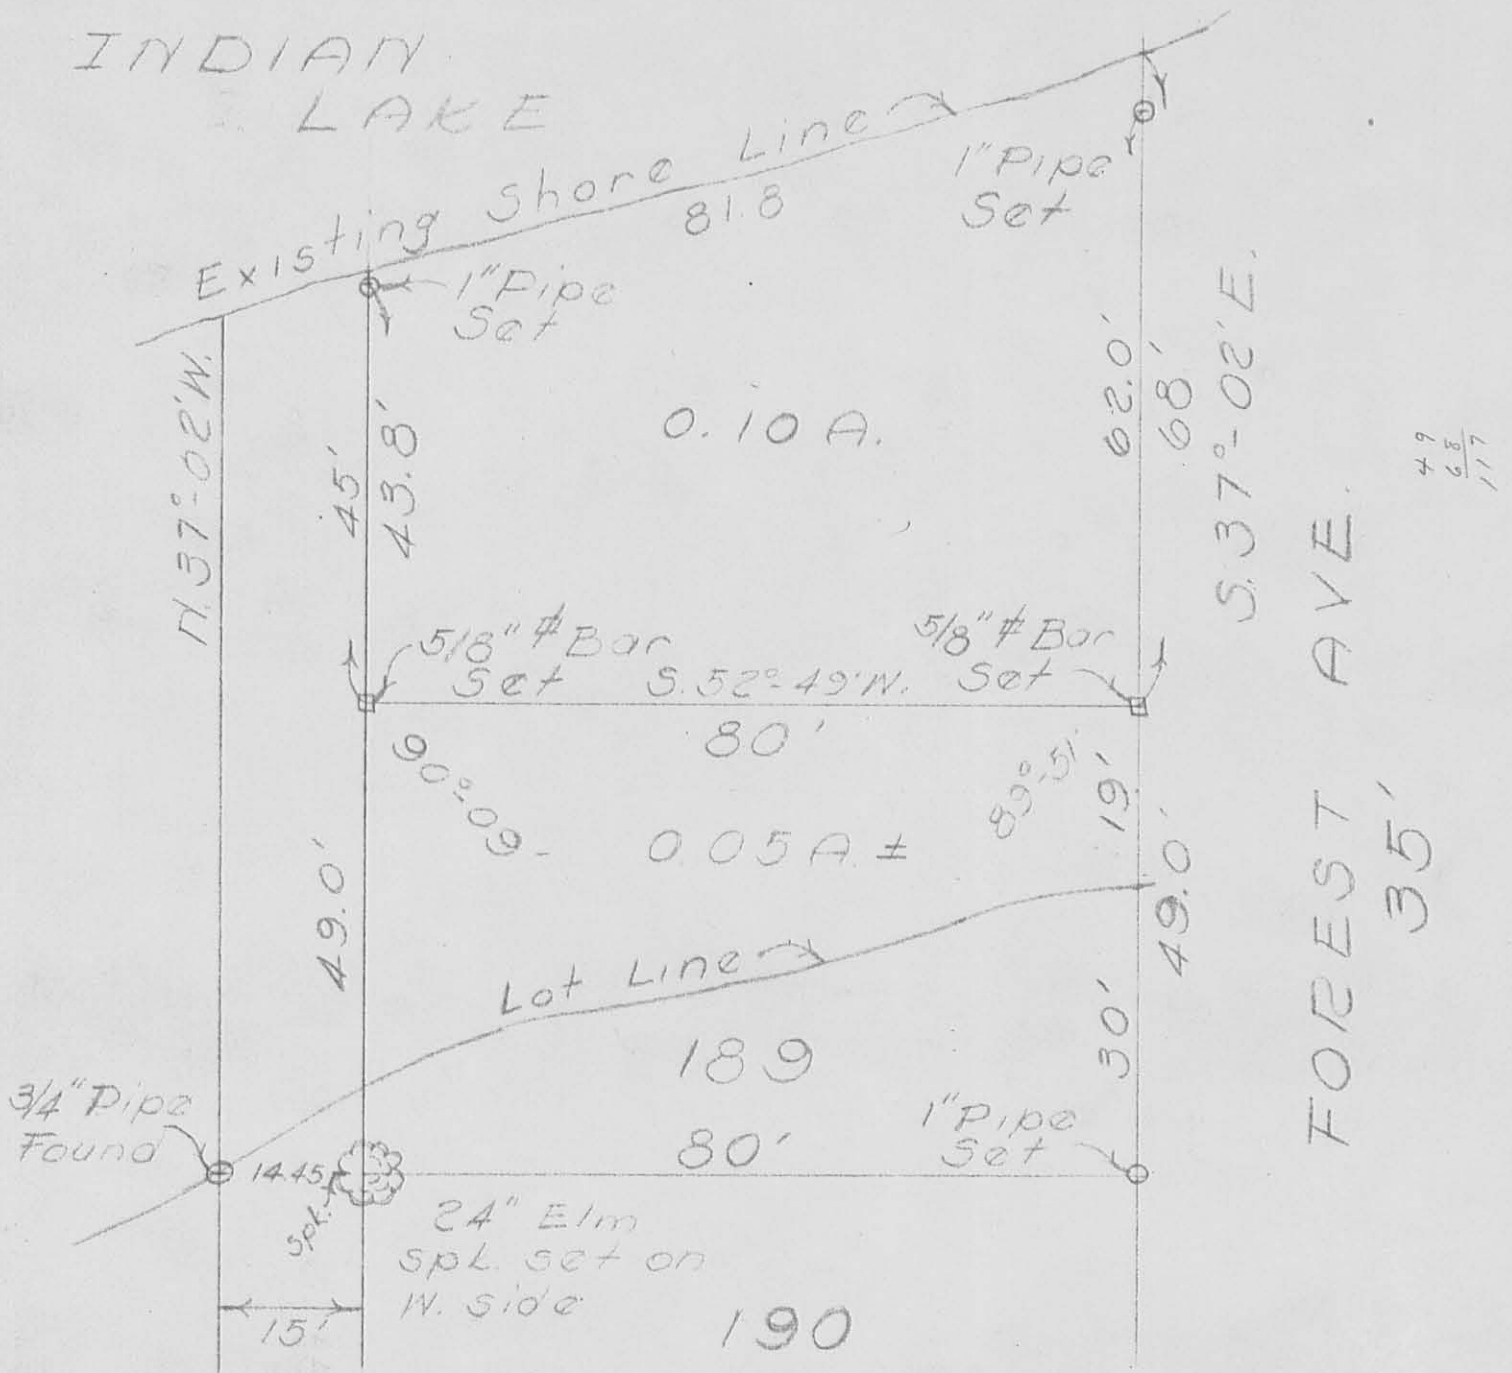 INDIAN
LAKE
Existing Shore Line
81.8
1" Pipe
Set
1" Pipe
Set
N.37°-02'W.
45'
43.8'
0.10 A.
62.0'
68'
S.37°-02'E.
49
68
117
5/8" # Bar
Set
S.52°-49'W.
5/8" # Bar
Set
80'
90°-09
89°-51
19'
0.05 A. ±
49.0'
49.0'
Lot Line
30'
189
FOREST AVE.
35'
3/4" Pipe
Found
14.45
Spk.
80'
1" Pipe
Set
24" Elm
Spk. set on
W. side
15'
190